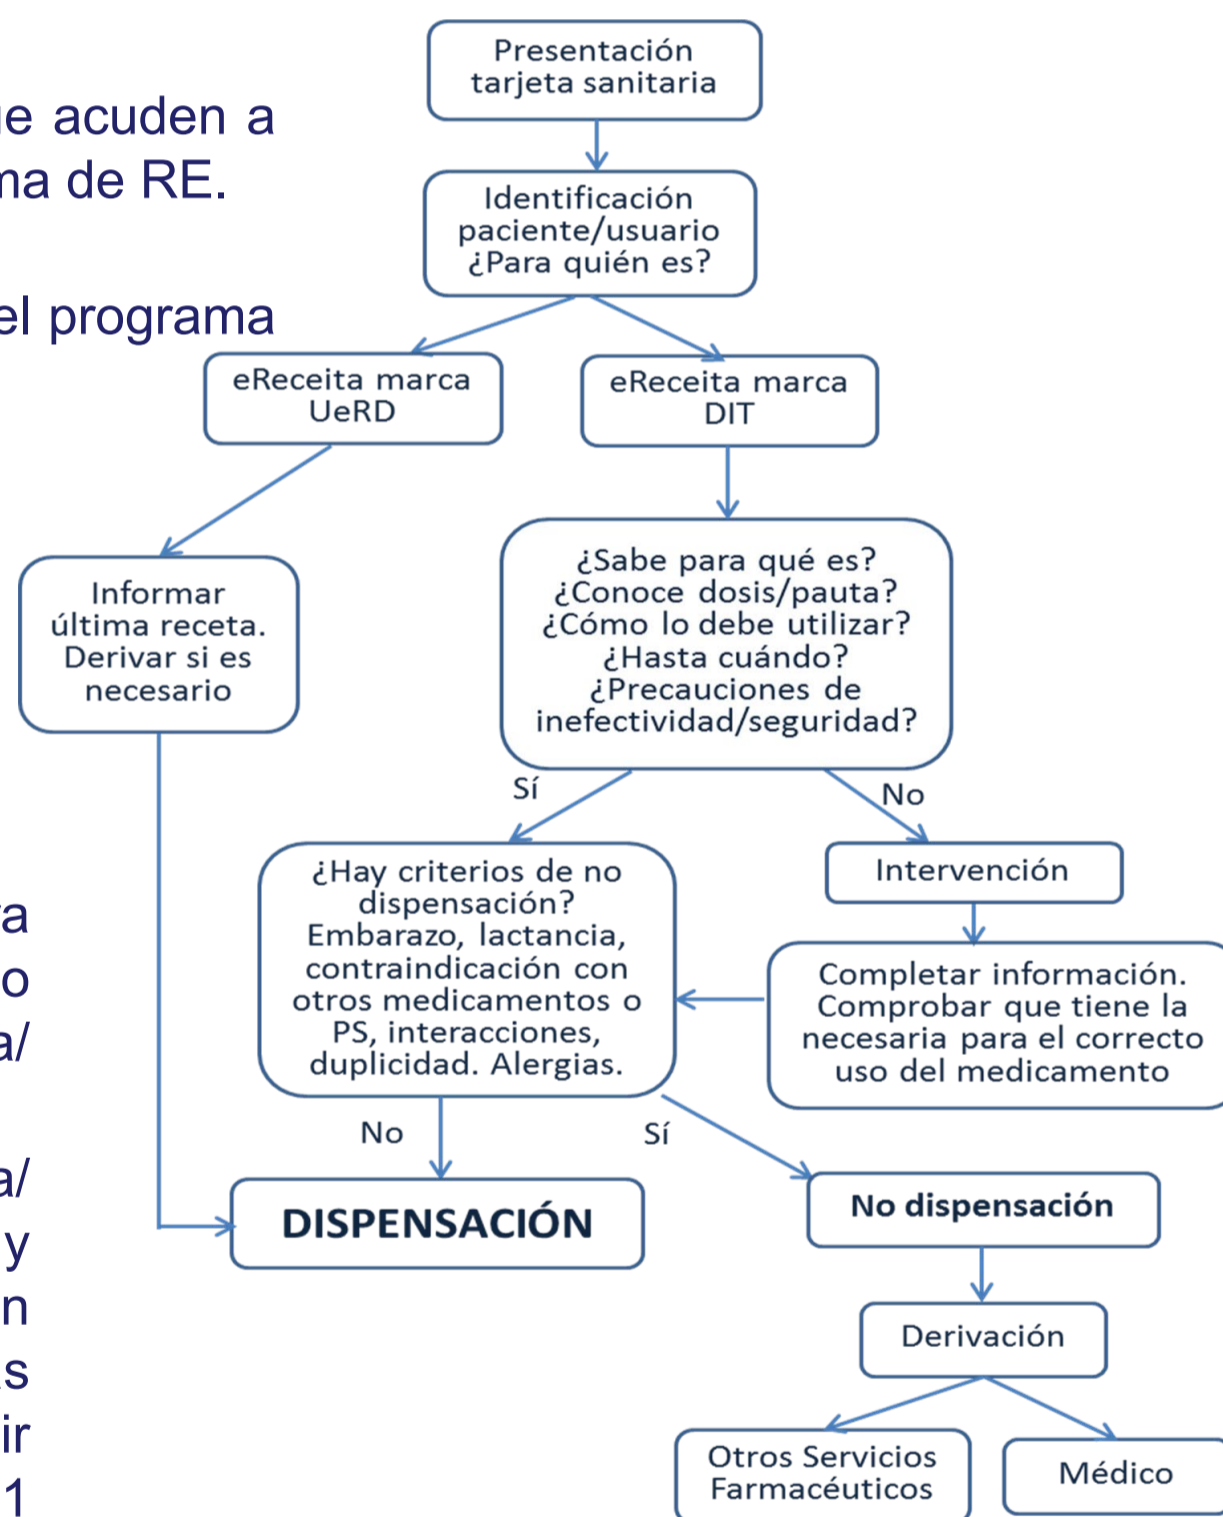 Presentación
tarjeta sanitaria
que acuden a
ma de RE.
Identificación
paciente/usuario
¿Para quién es?
el programa
eReceita marca
UeRD
eReceita marca
DIT
Informar
última receta.
Derivar si es
necesario
¿Sabe para qué es?
¿Conoce dosis/pauta?
¿Cómo lo debe utilizar?
¿Hasta cuándo?
¿Precauciones de
inefectividad/seguridad?
Sí
No
¿Hay criterios de no
dispensación?
Embarazo, lactancia,
contraindicación con
otros medicamentos o
PS, interacciones,
duplicidad. Alergias.
Intervención
Completar información.
Comprobar que tiene la
necesaria para el correcto
uso del medicamento
No
Sí
DISPENSACIÓN
No dispensación
Derivación
Otros Servicios
Farmacéuticos
Médico
o
a/
a/
y
n
as
ir
1